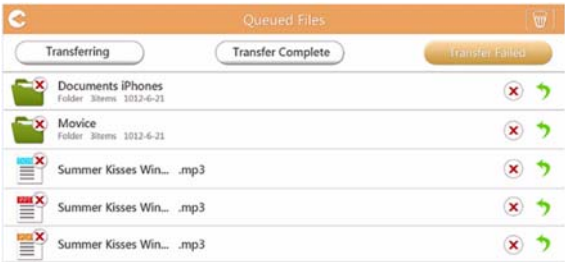 Queued Files
Transferring Transfer Complete Transfer Failed
Documents iPhones
Folder 3items 1012-6-21
Movice
Folder 3items 1012-6-21
Summer Kisses Win... .mp3
Summer Kisses Win... .mp3
Summer Kisses Win... .mp3